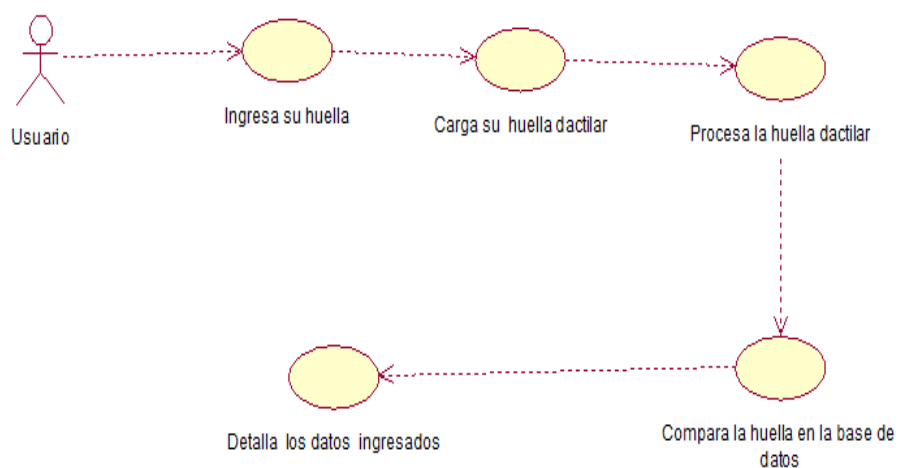 Usuario
Ingresa su huella
Carga su huella dactilar
Procesa la huella dactilar
Detalla los datos ingresados
Compara la huella en la base de
datos